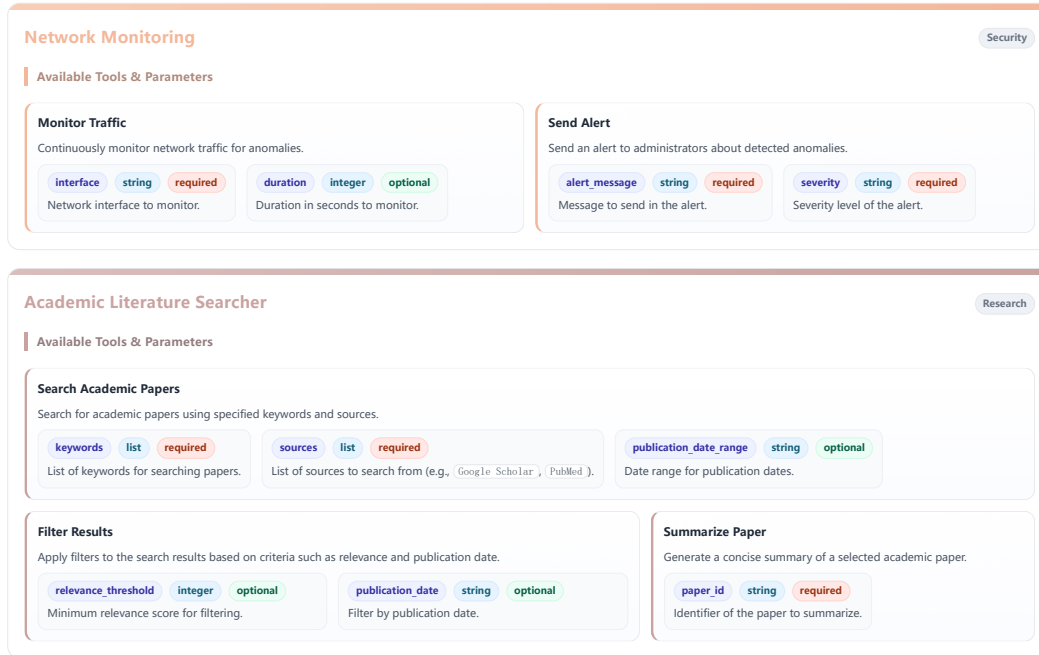 Network Monitoring
Security
Available Tools & Parameters
Monitor Traffic
Continuously monitor network traffic for anomalies.
interface string required
Network interface to monitor.
duration integer optional
Duration in seconds to monitor.
Send Alert
Send an alert to administrators about detected anomalies.
alert_message string required
Message to send in the alert.
severity string required
Severity level of the alert.
Academic Literature Searcher
Research
Available Tools & Parameters
Search Academic Papers
Search for academic papers using specified keywords and sources.
keywords list required
List of keywords for searching papers.
sources list required
List of sources to search from (e.g., Google Scholar, PubMed).
publication_date_range string optional
Date range for publication dates.
Filter Results
Apply filters to the search results based on criteria such as relevance and publication date.
relevance_threshold integer optional
Minimum relevance score for filtering.
publication_date string optional
Filter by publication date.
Summarize Paper
Generate a concise summary of a selected academic paper.
paper_id string required
Identifier of the paper to summarize.